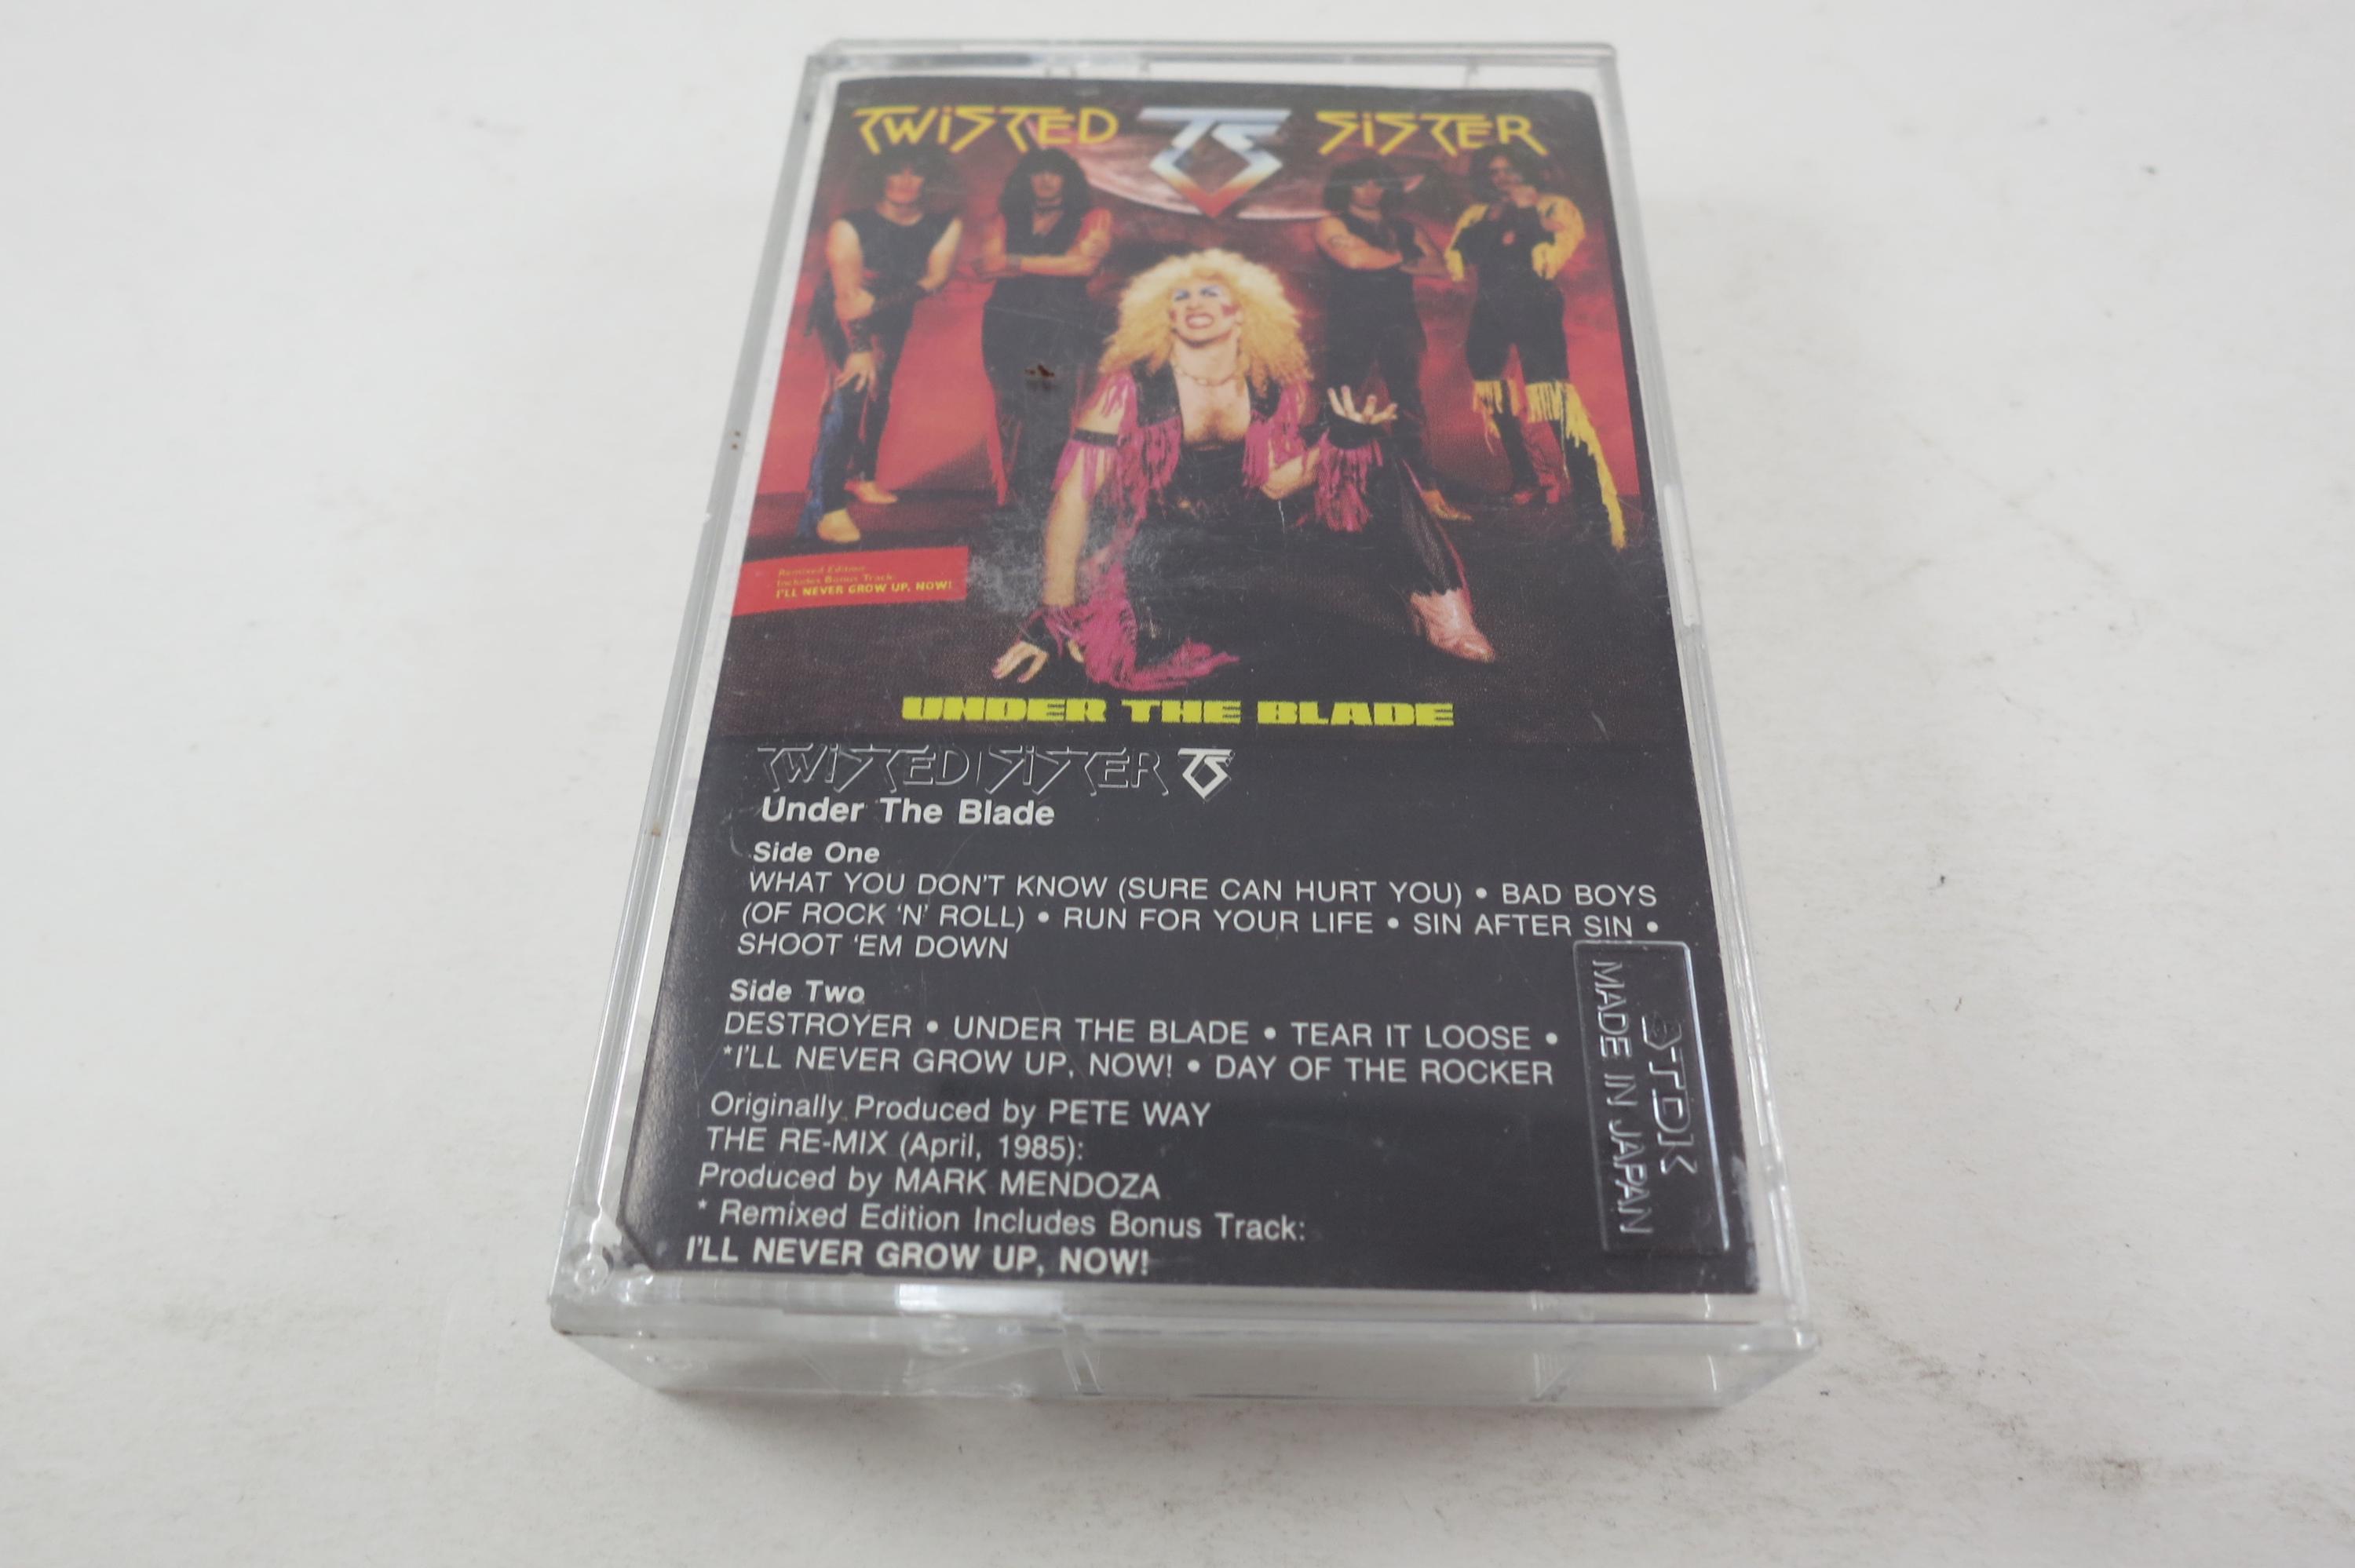 TWISTED TS SISTER
Remixed Edition
Includes Bonus Track:
I'LL NEVER GROW UP, NOW!
UNDER THE BLADE
TWISTED SISTER TS
Under The Blade
Side One
WHAT YOU DON'T KNOW (SURE CAN HURT YOU) • BAD BOYS
(OF ROCK 'N' ROLL) • RUN FOR YOUR LIFE • SIN AFTER SIN •
SHOOT 'EM DOWN
Side Two
DESTROYER • UNDER THE BLADE • TEAR IT LOOSE •
*I'LL NEVER GROW UP, NOW! • DAY OF THE ROCKER
Originally Produced by PETE WAY
THE RE-MIX (April, 1985):
Produced by MARK MENDOZA
* Remixed Edition Includes Bonus Track:
I'LL NEVER GROW UP, NOW!
TDK
MADE IN JAPAN